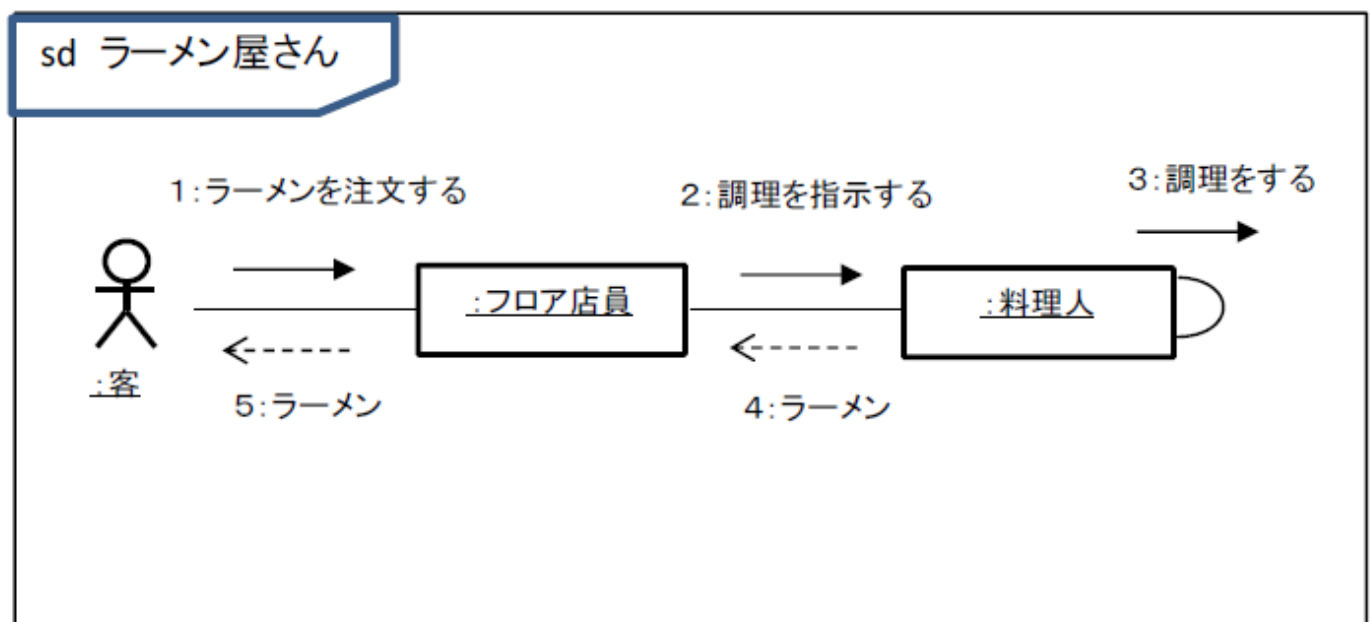 sd ラーメン屋さん
1:ラーメンを注文する
2:調理を指示する
3:調理をする
:フロア店員
:料理人
:客
5:ラーメン
4:ラーメン